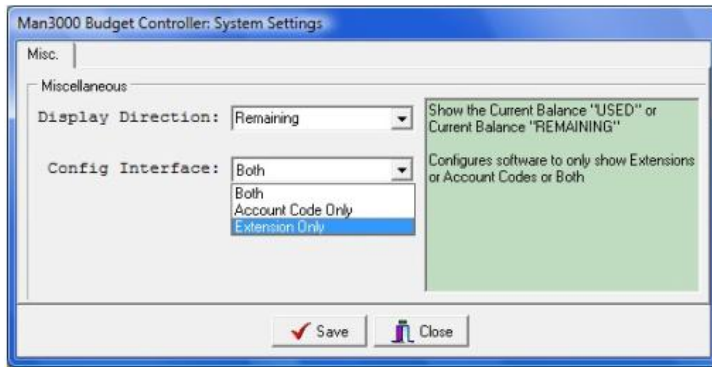 Man3000 Budget Controller: System Settings
Misc.
Miscellaneous
Display Direction: Remaining
Config Interface: Both
Both
Account Code Only
Extension Only
Show the Current Balance "USED" or
Current Balance "REMAINING"
Configures software to only show Extensions
or Account Codes or Both
Save Close